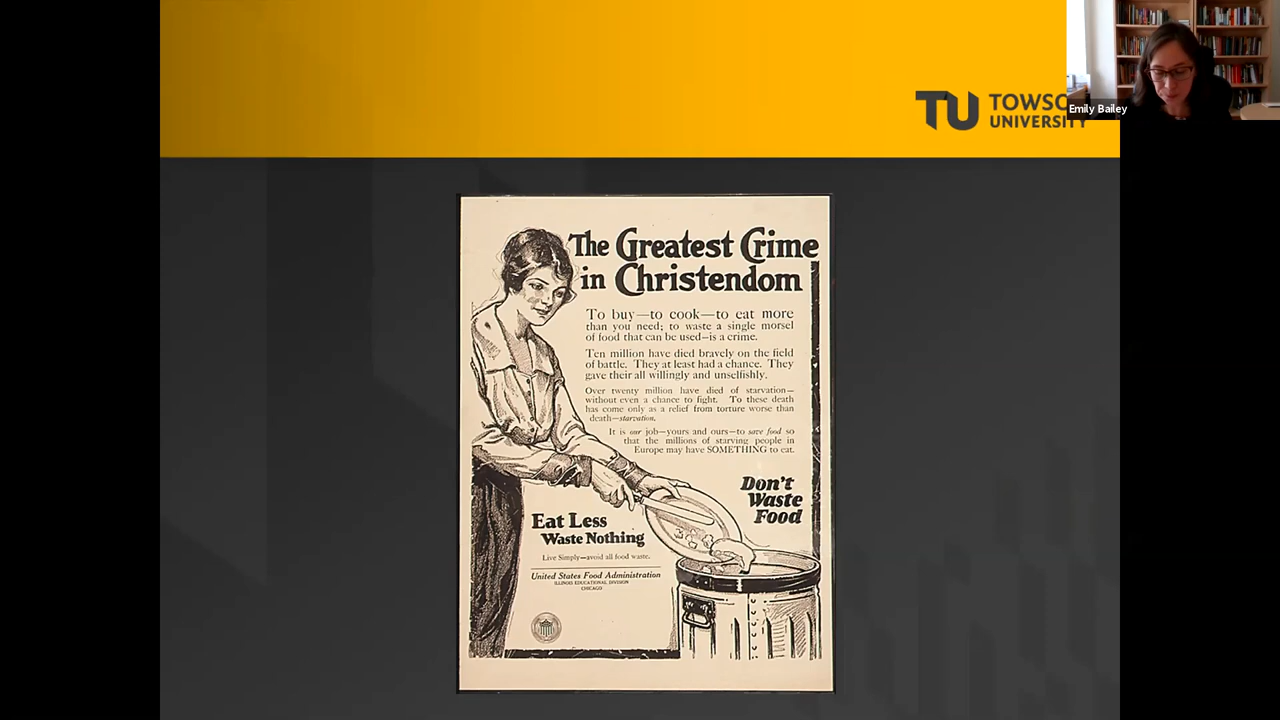 TU TOWSO
UNIVERSITY
Emily Bailey
The Greatest Crime
in Christendom
To buy—to cook—to eat more
than you need; to waste a single morsel
of food that can be used—is a crime.
Ten million have died bravely on the field
of battle. They at least had a chance. They
gave their all willingly and unselfishly.
Over twenty million have died of starvation—
without even a chance to fight. To these death
has come only as a relief from torture worse than
death—starvation.
It is our job—yours and ours—to save food so
that the millions of starving people in
Europe may have SOMETHING to eat.
Don't
Waste
Food
Eat Less
Waste Nothing
Live Simply—avoid all food waste.
United States Food Administration
ILLINOIS EDUCATIONAL DIVISION
CHICAGO